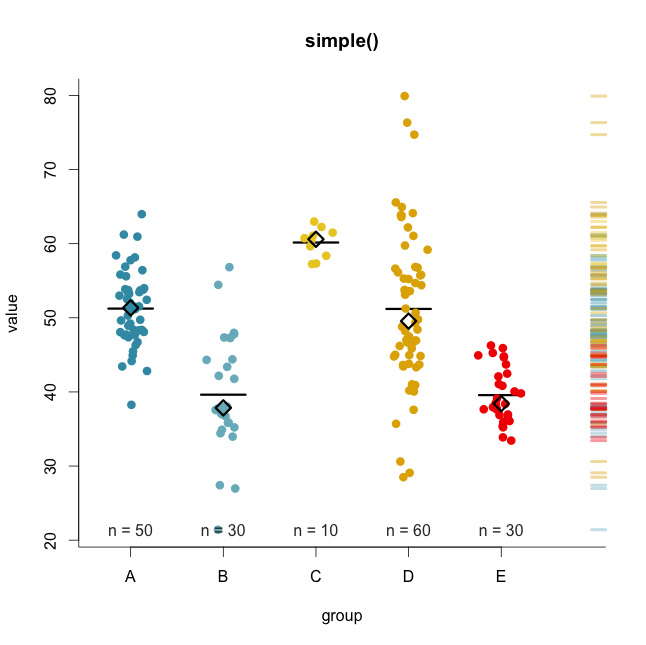 simple()
80
70
60
50
40
30
20
value
n = 50 n = 30 n = 10 n = 60 n = 30
A B C D E
group